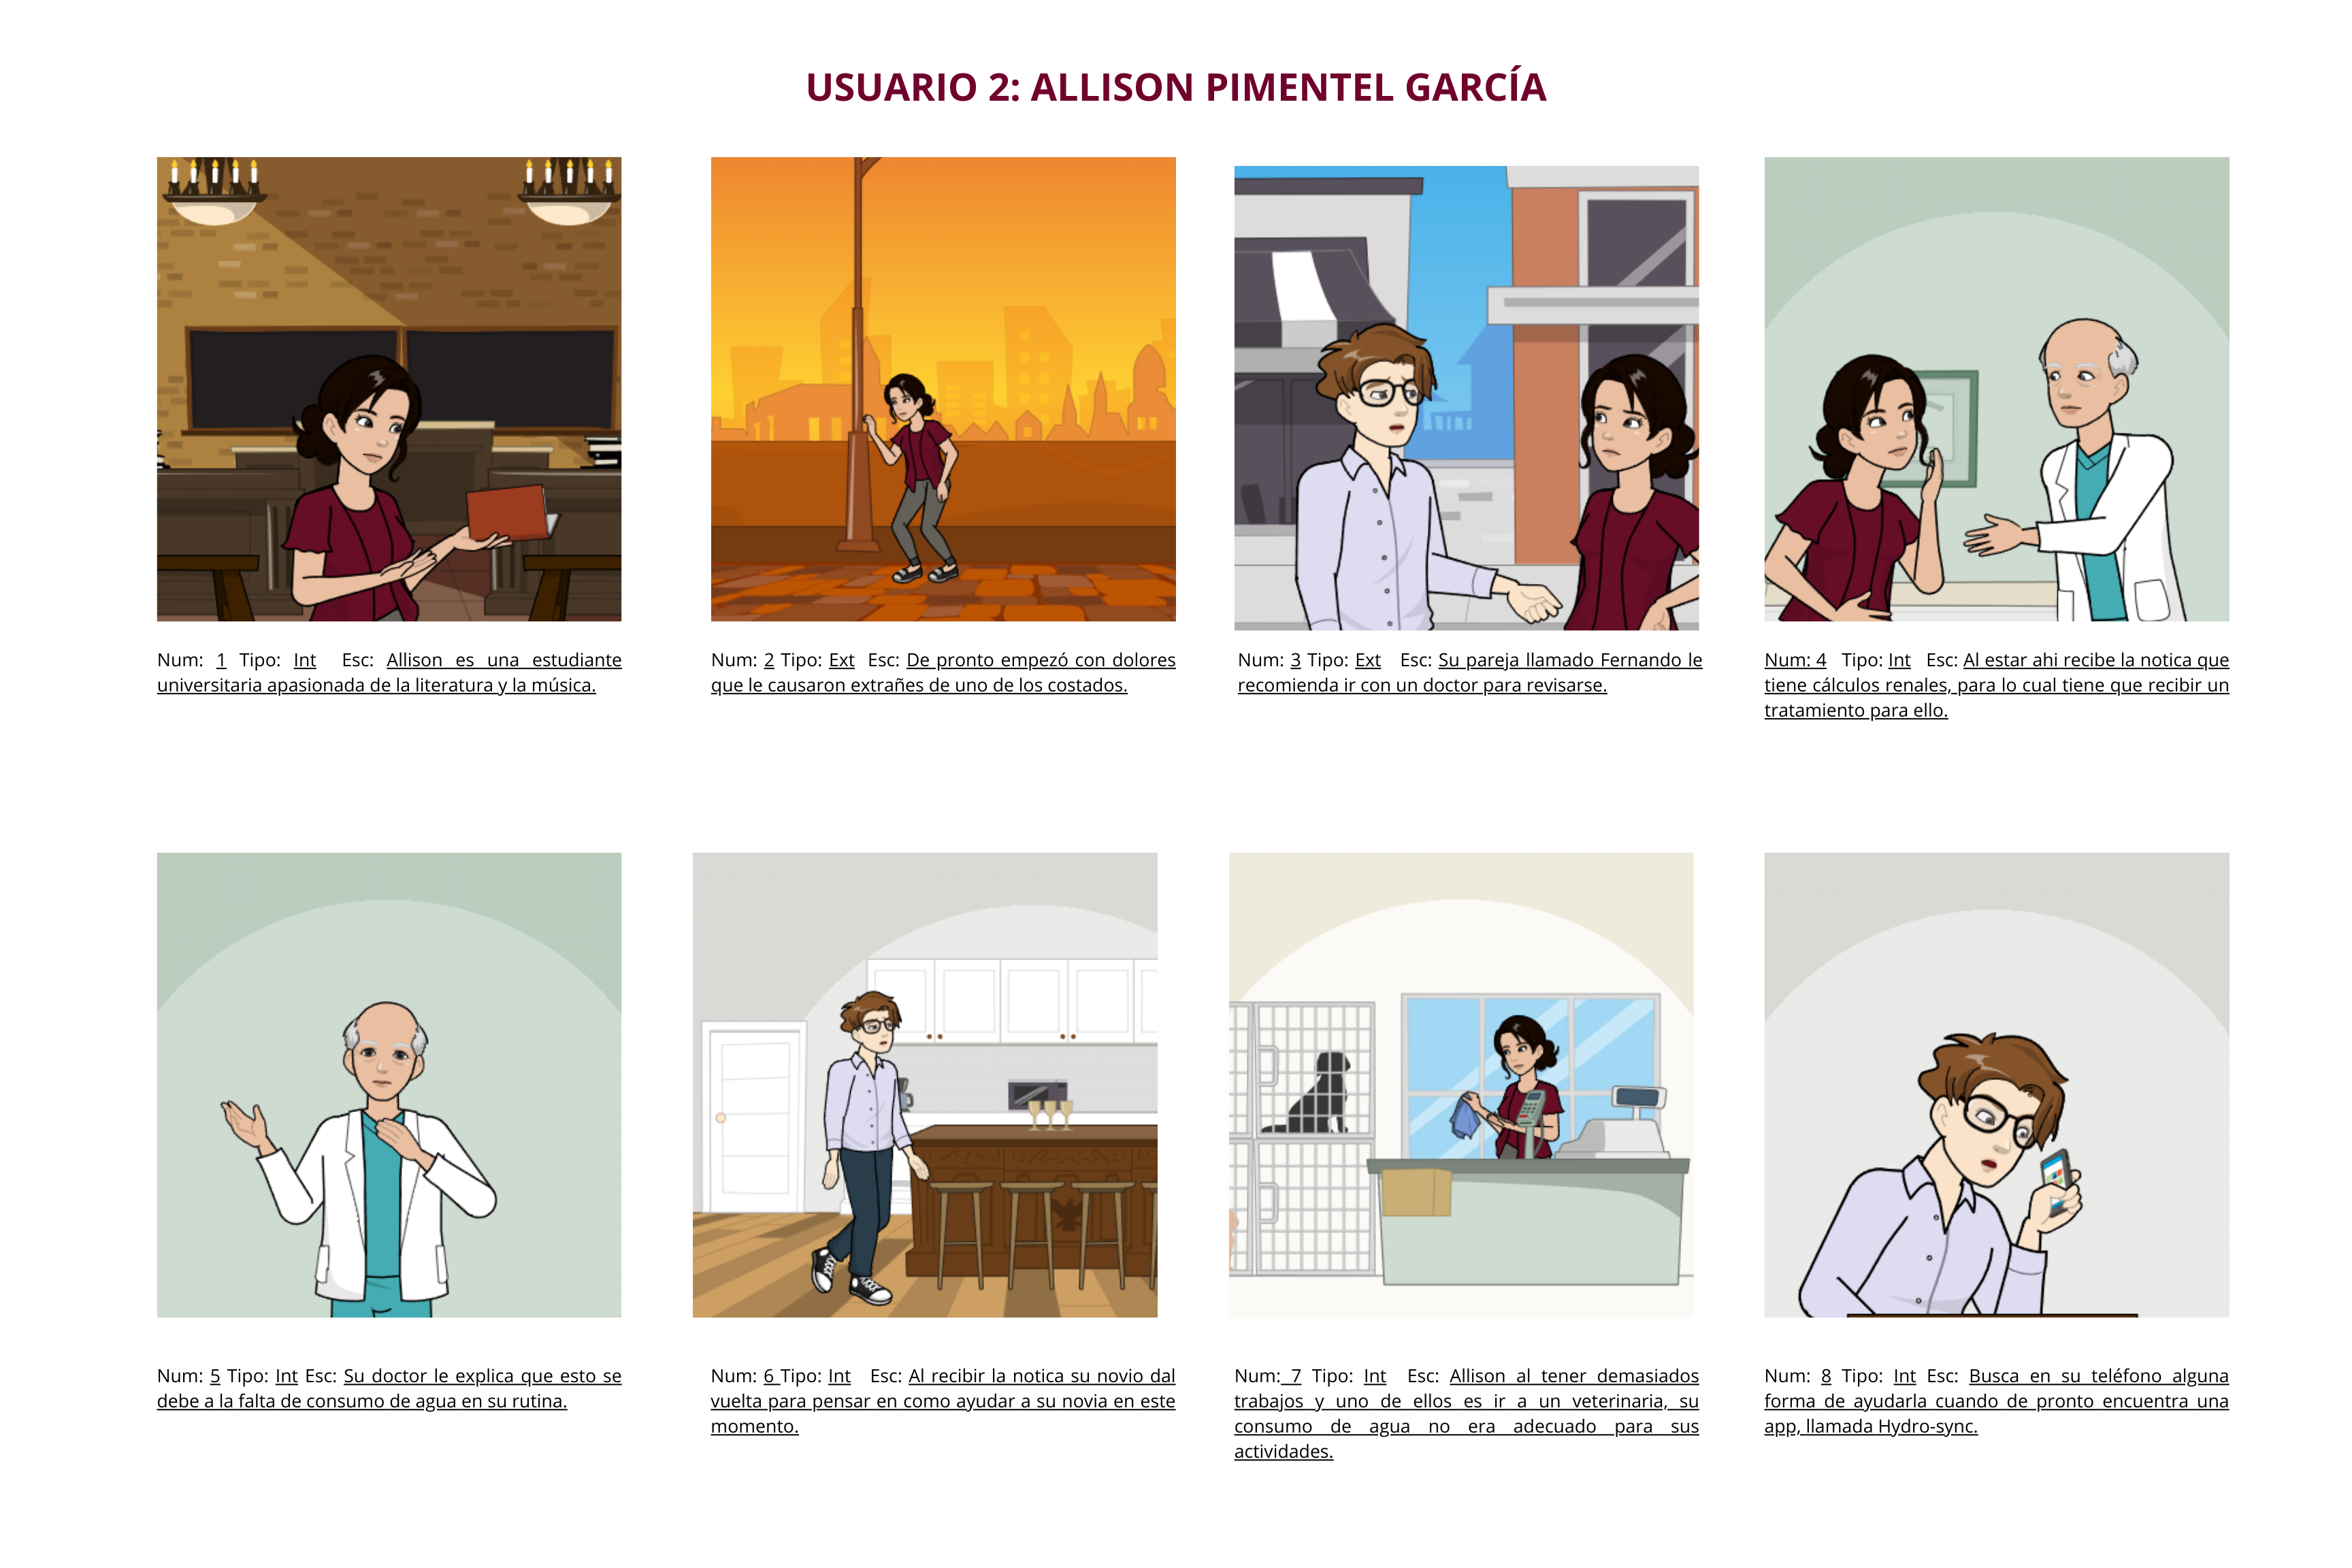 USUARIO 2: ALLISON PIMENTEL GARCÍA
Num: 1 Tipo: Int Esc: Allison es una estudiante
universitaria apasionada de la literatura y la música.
Num: 2 Tipo: Ext Esc: De pronto empezó con dolores
que le causaron extrañes de uno de los costados.
Num: 3 Tipo: Ext Esc: Su pareja llamado Fernando le
recomienda ir con un doctor para revisarse.
Num: 4 Tipo: Int Esc: Al estar ahi recibe la notica que
tiene cálculos renales, para lo cual tiene que recibir un
tratamiento para ello.
Num: 5 Tipo: Int Esc: Su doctor le explica que esto se
debe a la falta de consumo de agua en su rutina.
Num: 6 Tipo: Int Esc: Al recibir la notica su novio dal
vuelta para pensar en como ayudar a su novia en este
momento.
Num: 7 Tipo: Int Esc: Allison al tener demasiados
trabajos y uno de ellos es ir a un veterinaria, su
consumo de agua no era adecuado para sus
actividades.
Num: 8 Tipo: Int Esc: Busca en su teléfono alguna
forma de ayudarla cuando de pronto encuentra una
app, llamada Hydro-sync.